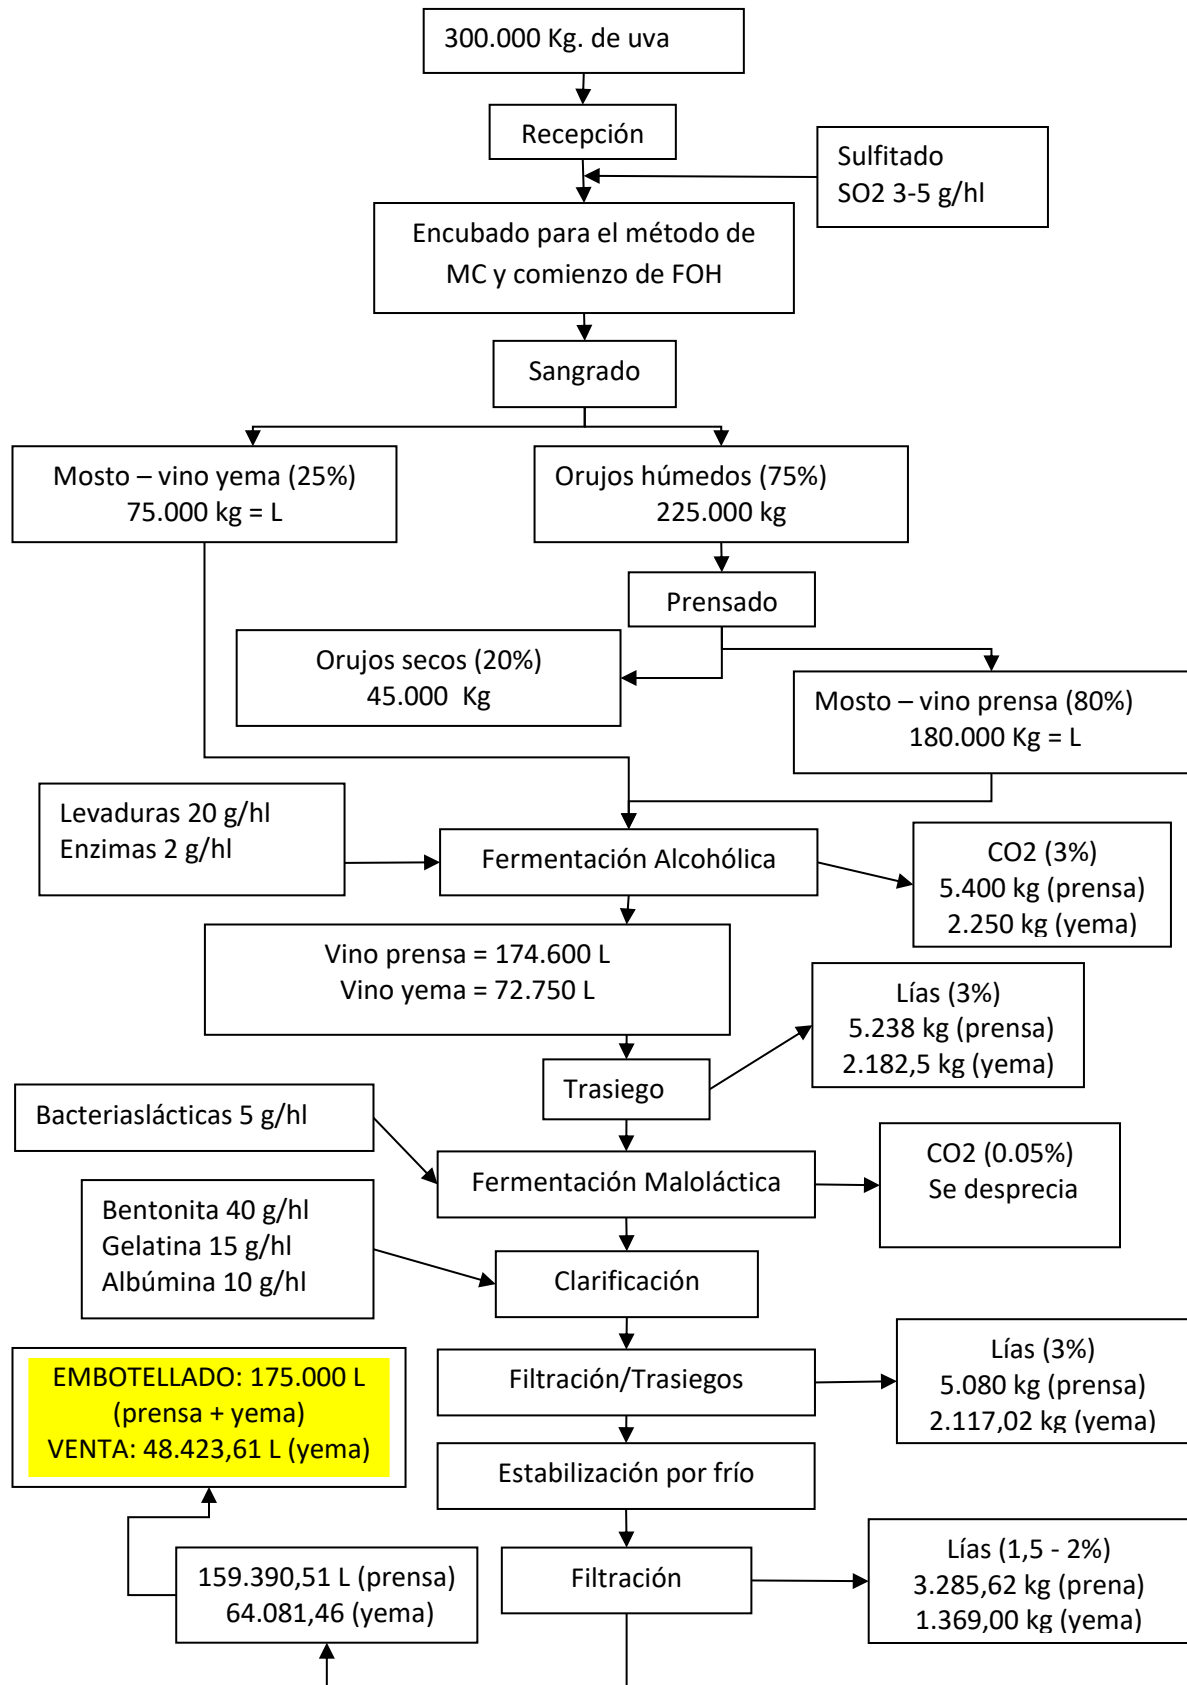 300.000 Kg. de uva
Recepción
Sulfitado
SO2 3-5 g/hl
Encubado para el método de
MC y comienzo de FOH
Sangrado
Mosto – vino yema (25%)
75.000 kg = L
Orujos húmedos (75%)
225.000 kg
Prensado
Orujos secos (20%)
45.000 Kg
Mosto – vino prensa (80%)
180.000 Kg = L
Levaduras 20 g/hl
Enzimas 2 g/hl
Fermentación Alcohólica
CO2 (3%)
5.400 kg (prensa)
2.250 kg (yema)
Vino prensa = 174.600 L
Vino yema = 72.750 L
Lías (3%)
5.238 kg (prensa)
2.182,5 kg (yema)
Trasiego
Bacteriaslácticas 5 g/hl
Fermentación Maloláctica
CO2 (0.05%)
Se desprecia
Bentonita 40 g/hl
Gelatina 15 g/hl
Albúmina 10 g/hl
Clarificación
Filtración/Trasiegos
Lías (3%)
5.080 kg (prensa)
2.117,02 kg (yema)
EMBOTELLADO: 175.000 L
(prensa + yema)
VENTA: 48.423,61 L (yema)
Estabilización por frío
Filtración
Lías (1,5 - 2%)
3.285,62 kg (prena)
1.369,00 kg (yema)
159.390,51 L (prensa)
64.081,46 (yema)